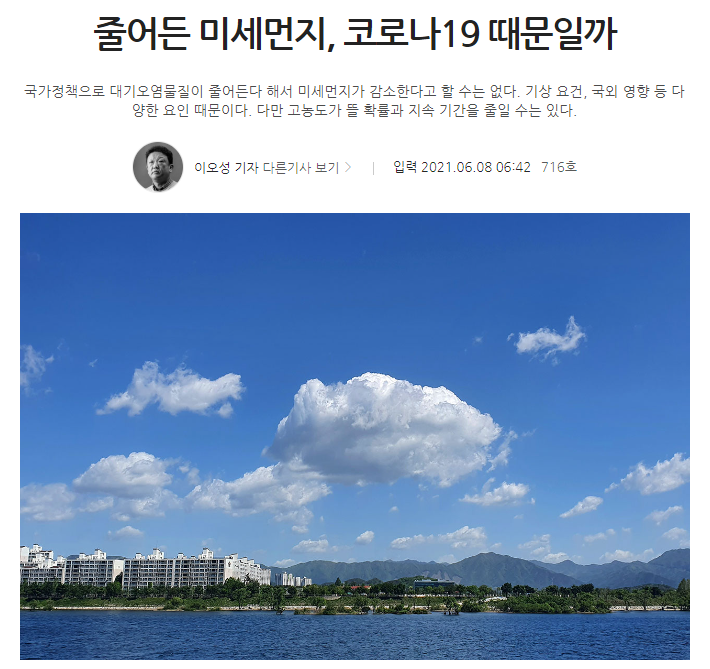 줄어든 미세먼지, 코로나19 때문일까
국가정책으로 대기오염물질이 줄어든다 해서 미세먼지가 감소한다고 할 수는 없다. 기상 요건, 국외 영향 등 다
양한 요인 때문이다. 다만 고농도가 뜰 확률과 지속 기간을 줄일 수는 있다.
이오성 기자 다른기사 보기 > | 입력 2021.06.08 06:42 716호